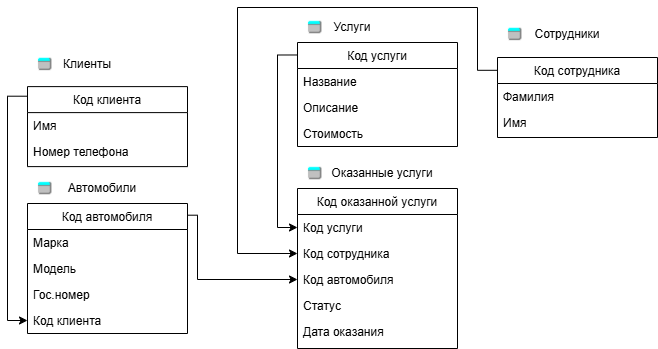 Клиенты
Код клиента
Имя
Номер телефона
Автомобили
Код автомобиля
Марка
Модель
Гос.номер
Код клиента
Услуги
Код услуги
Название
Описание
Стоимость
Оказанные услуги
Код оказанной услуги
Код услуги
Код сотрудника
Код автомобиля
Статус
Дата оказания
Сотрудники
Код сотрудника
Фамилия
Имя